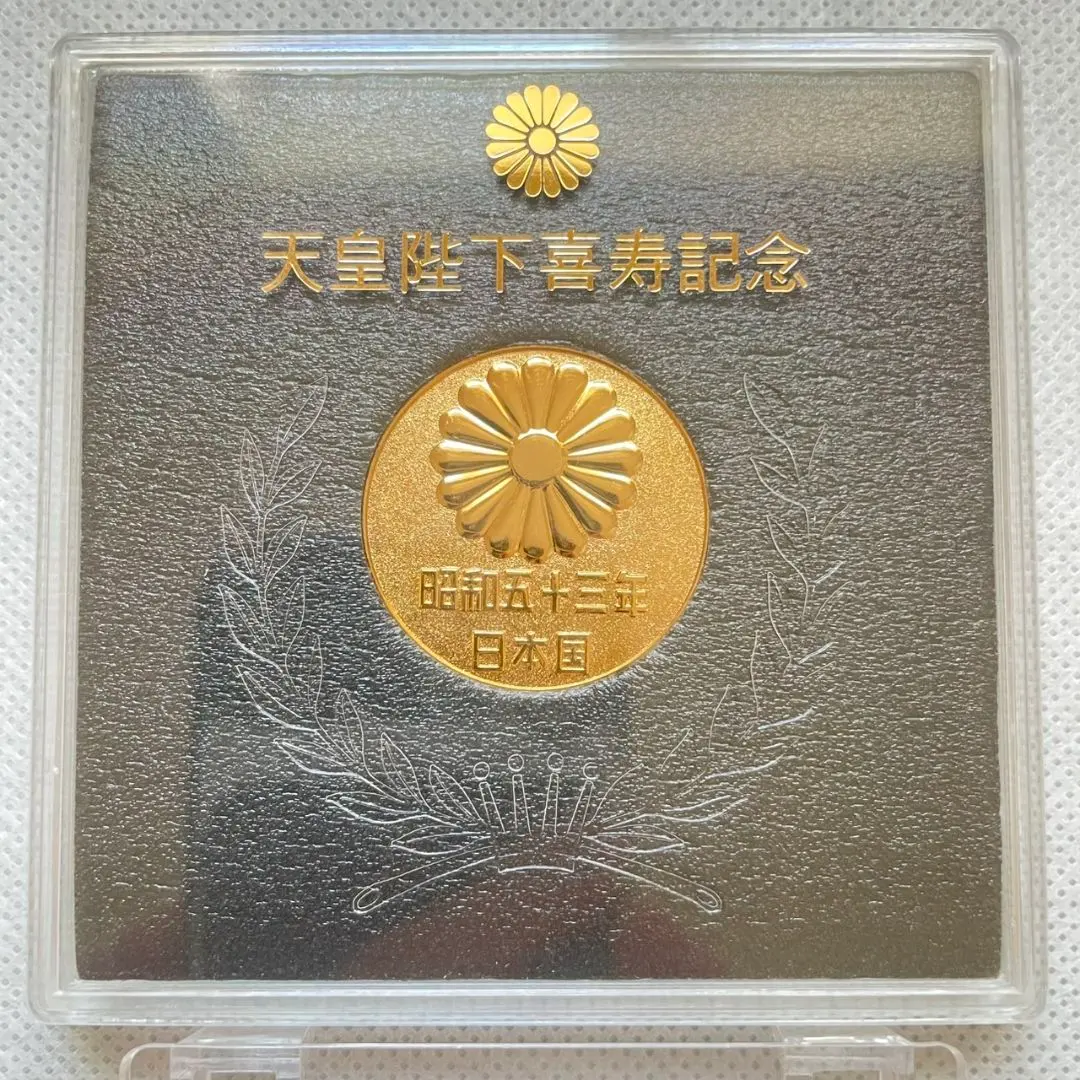 天皇陛下喜寿記念
昭和五十三年
日本国